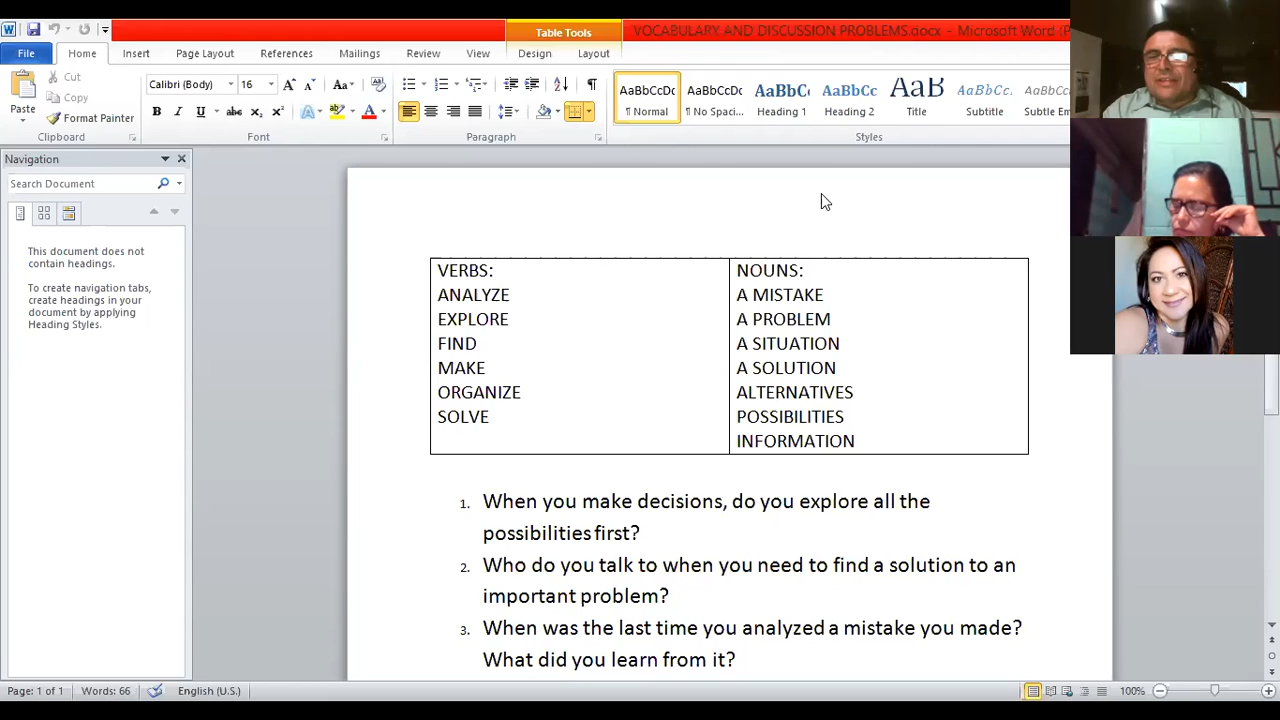 VOCABULARY AND DISCUSSION PROBLEMS.docx - Microsoft Word (P
Table Tools
File Home Insert Page Layout References Mailings Review View Design Layout
Paste
Cut
Copy
Format Painter
Clipboard
Calibri (Body) 16
Font
Paragraph
AaBbCcDc AaBbCcDc AaBbC AaBbCc AaB AaBbCc. AaBbCc
¶ Normal ¶ No Spaci... Heading 1 Heading 2 Title Subtitle Subtle Em
Styles
Navigation
Search Document
This document does not
contain headings.
To create navigation tabs,
create headings in your
document by applying
Heading Styles.
VERBS:
ANALYZE
EXPLORE
FIND
MAKE
ORGANIZE
SOLVE
NOUNS:
A MISTAKE
A PROBLEM
A SITUATION
A SOLUTION
ALTERNATIVES
POSSIBILITIES
INFORMATION
1. When you make decisions, do you explore all the
possibilities first?
2. Who do you talk to when you need to find a solution to an
important problem?
3. When was the last time you analyzed a mistake you made?
What did you learn from it?
Page: 1 of 1 Words: 66 English (U.S.) 100%